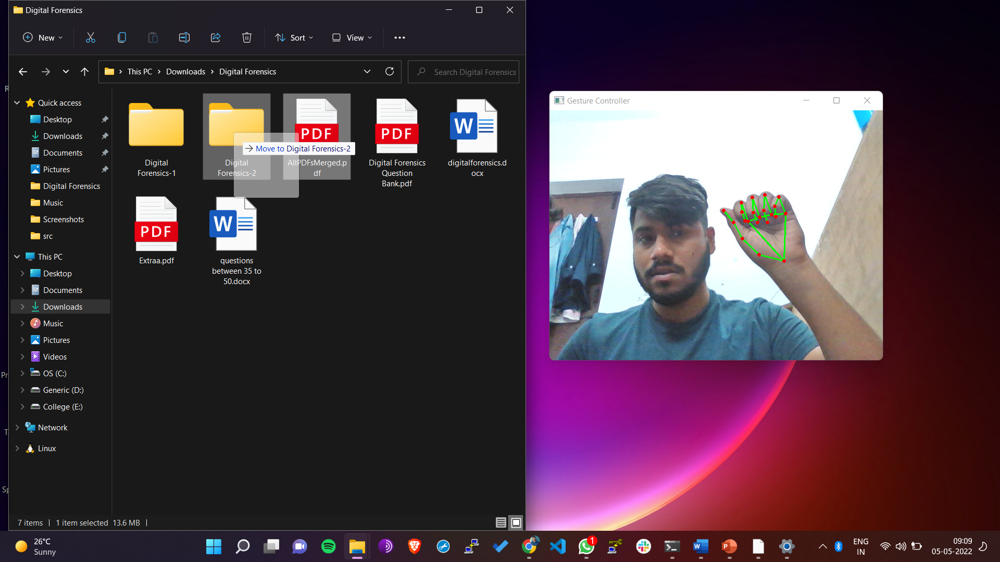 Digital Forensics
New
Sort
View
This PC
Downloads
Digital Forensics
Search Digital Forensics
Quick access
Desktop
Downloads
Documents
Pictures
Digital Forensics
Music
Screenshots
src
This PC
Desktop
Documents
Downloads
Music
Pictures
Videos
OS (C:)
Generic (D:)
College (E:)
Network
Linux
Digital
Forensics-1
Digital
Forensics-2
Move to Digital Forensics-2
PDF
AllPDFsMerged.p
df
PDF
Digital Forensics
Question
Bank.pdf
W
digitalforensics.d
ocx
PDF
Extraa.pdf
W
questions
between 35 to
50.docx
7 items
1 item selected 13.6 MB
Gesture Controller
26°C
Sunny
1
W
P
ENG
IN
09:09
05-05-2022